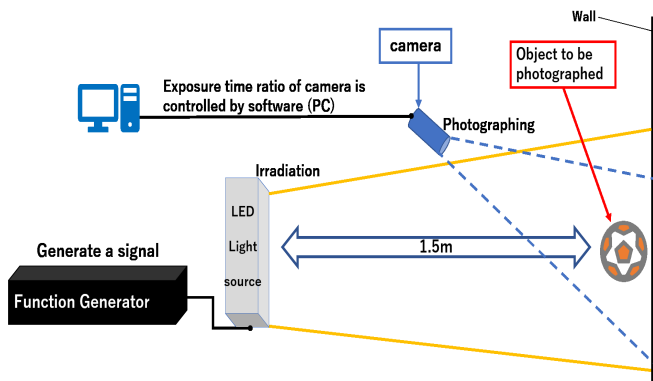 Wall
camera
Object to be
photographed
Exposure time ratio of camera is
controlled by software (PC)
Photographing
Irradiation
LED
Light
source
1.5m
Generate a signal
Function Generator